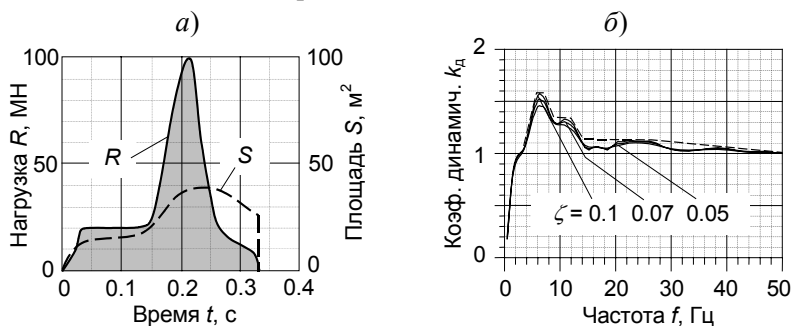 а)
Нагрузка R, МН
100
50
0
R
S
100
50
0
Площадь S, м²
0 0.1 0.2 0.3 0.4
Время t, с
б)
Коэф. динамич. kд
2
1
0
ζ = 0.1 0.07 0.05
0 10 20 30 40 50
Частота f, Гц